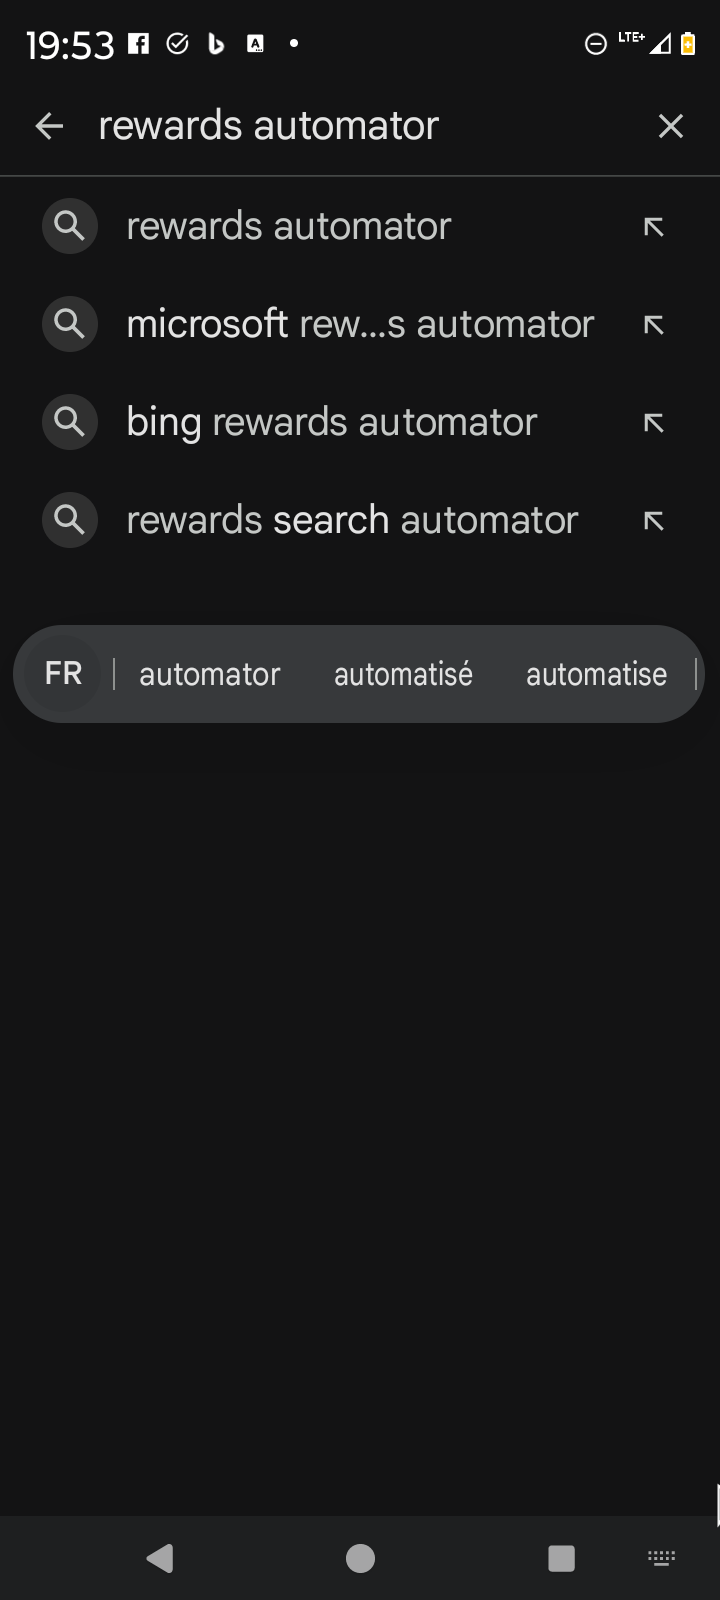 19:53
LTE+
rewards automator
rewards automator
microsoft rew...s automator
bing rewards automator
rewards search automator
FR automator automatisé automatise